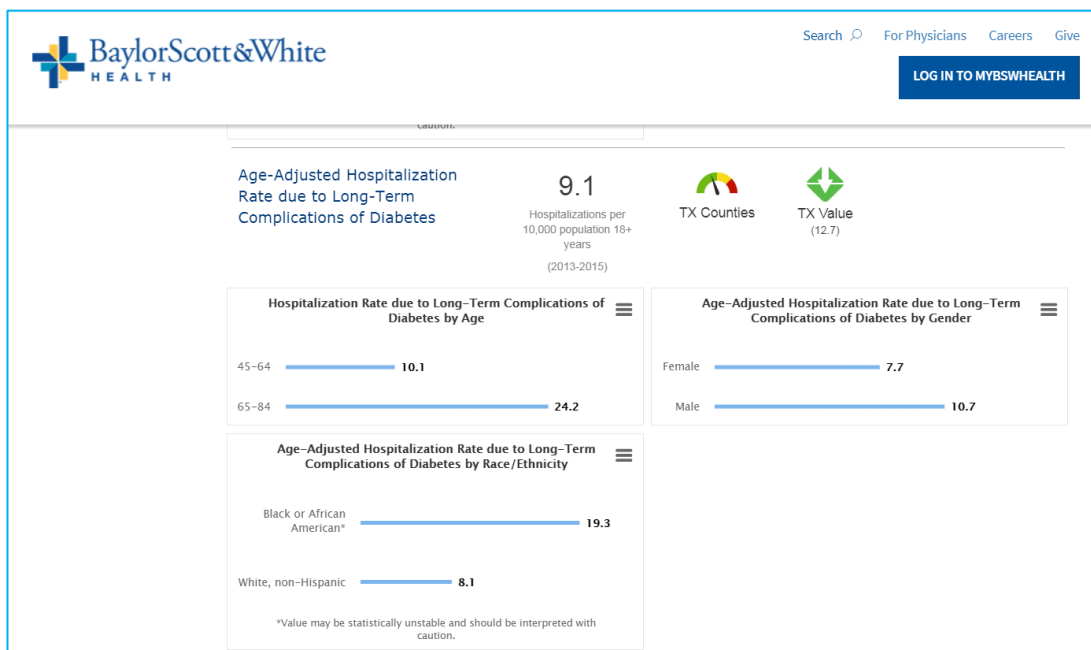 BaylorScott&White
HEALTH
Search For Physicians Careers Give
LOG IN TO MYBSWHEALTH
caution.
Age-Adjusted Hospitalization
Rate due to Long-Term
Complications of Diabetes
9.1
Hospitalizations per
10,000 population 18+
years
(2013-2015)
TX Counties
TX Value
(12.7)
Hospitalization Rate due to Long-Term Complications of
Diabetes by Age
45-64 10.1
65-84 24.2
Age-Adjusted Hospitalization Rate due to Long-Term
Complications of Diabetes by Gender
Female 7.7
Male 10.7
Age-Adjusted Hospitalization Rate due to Long-Term
Complications of Diabetes by Race/Ethnicity
Black or African
American* 19.3
White, non-Hispanic 8.1
*Value may be statistically unstable and should be interpreted with
caution.